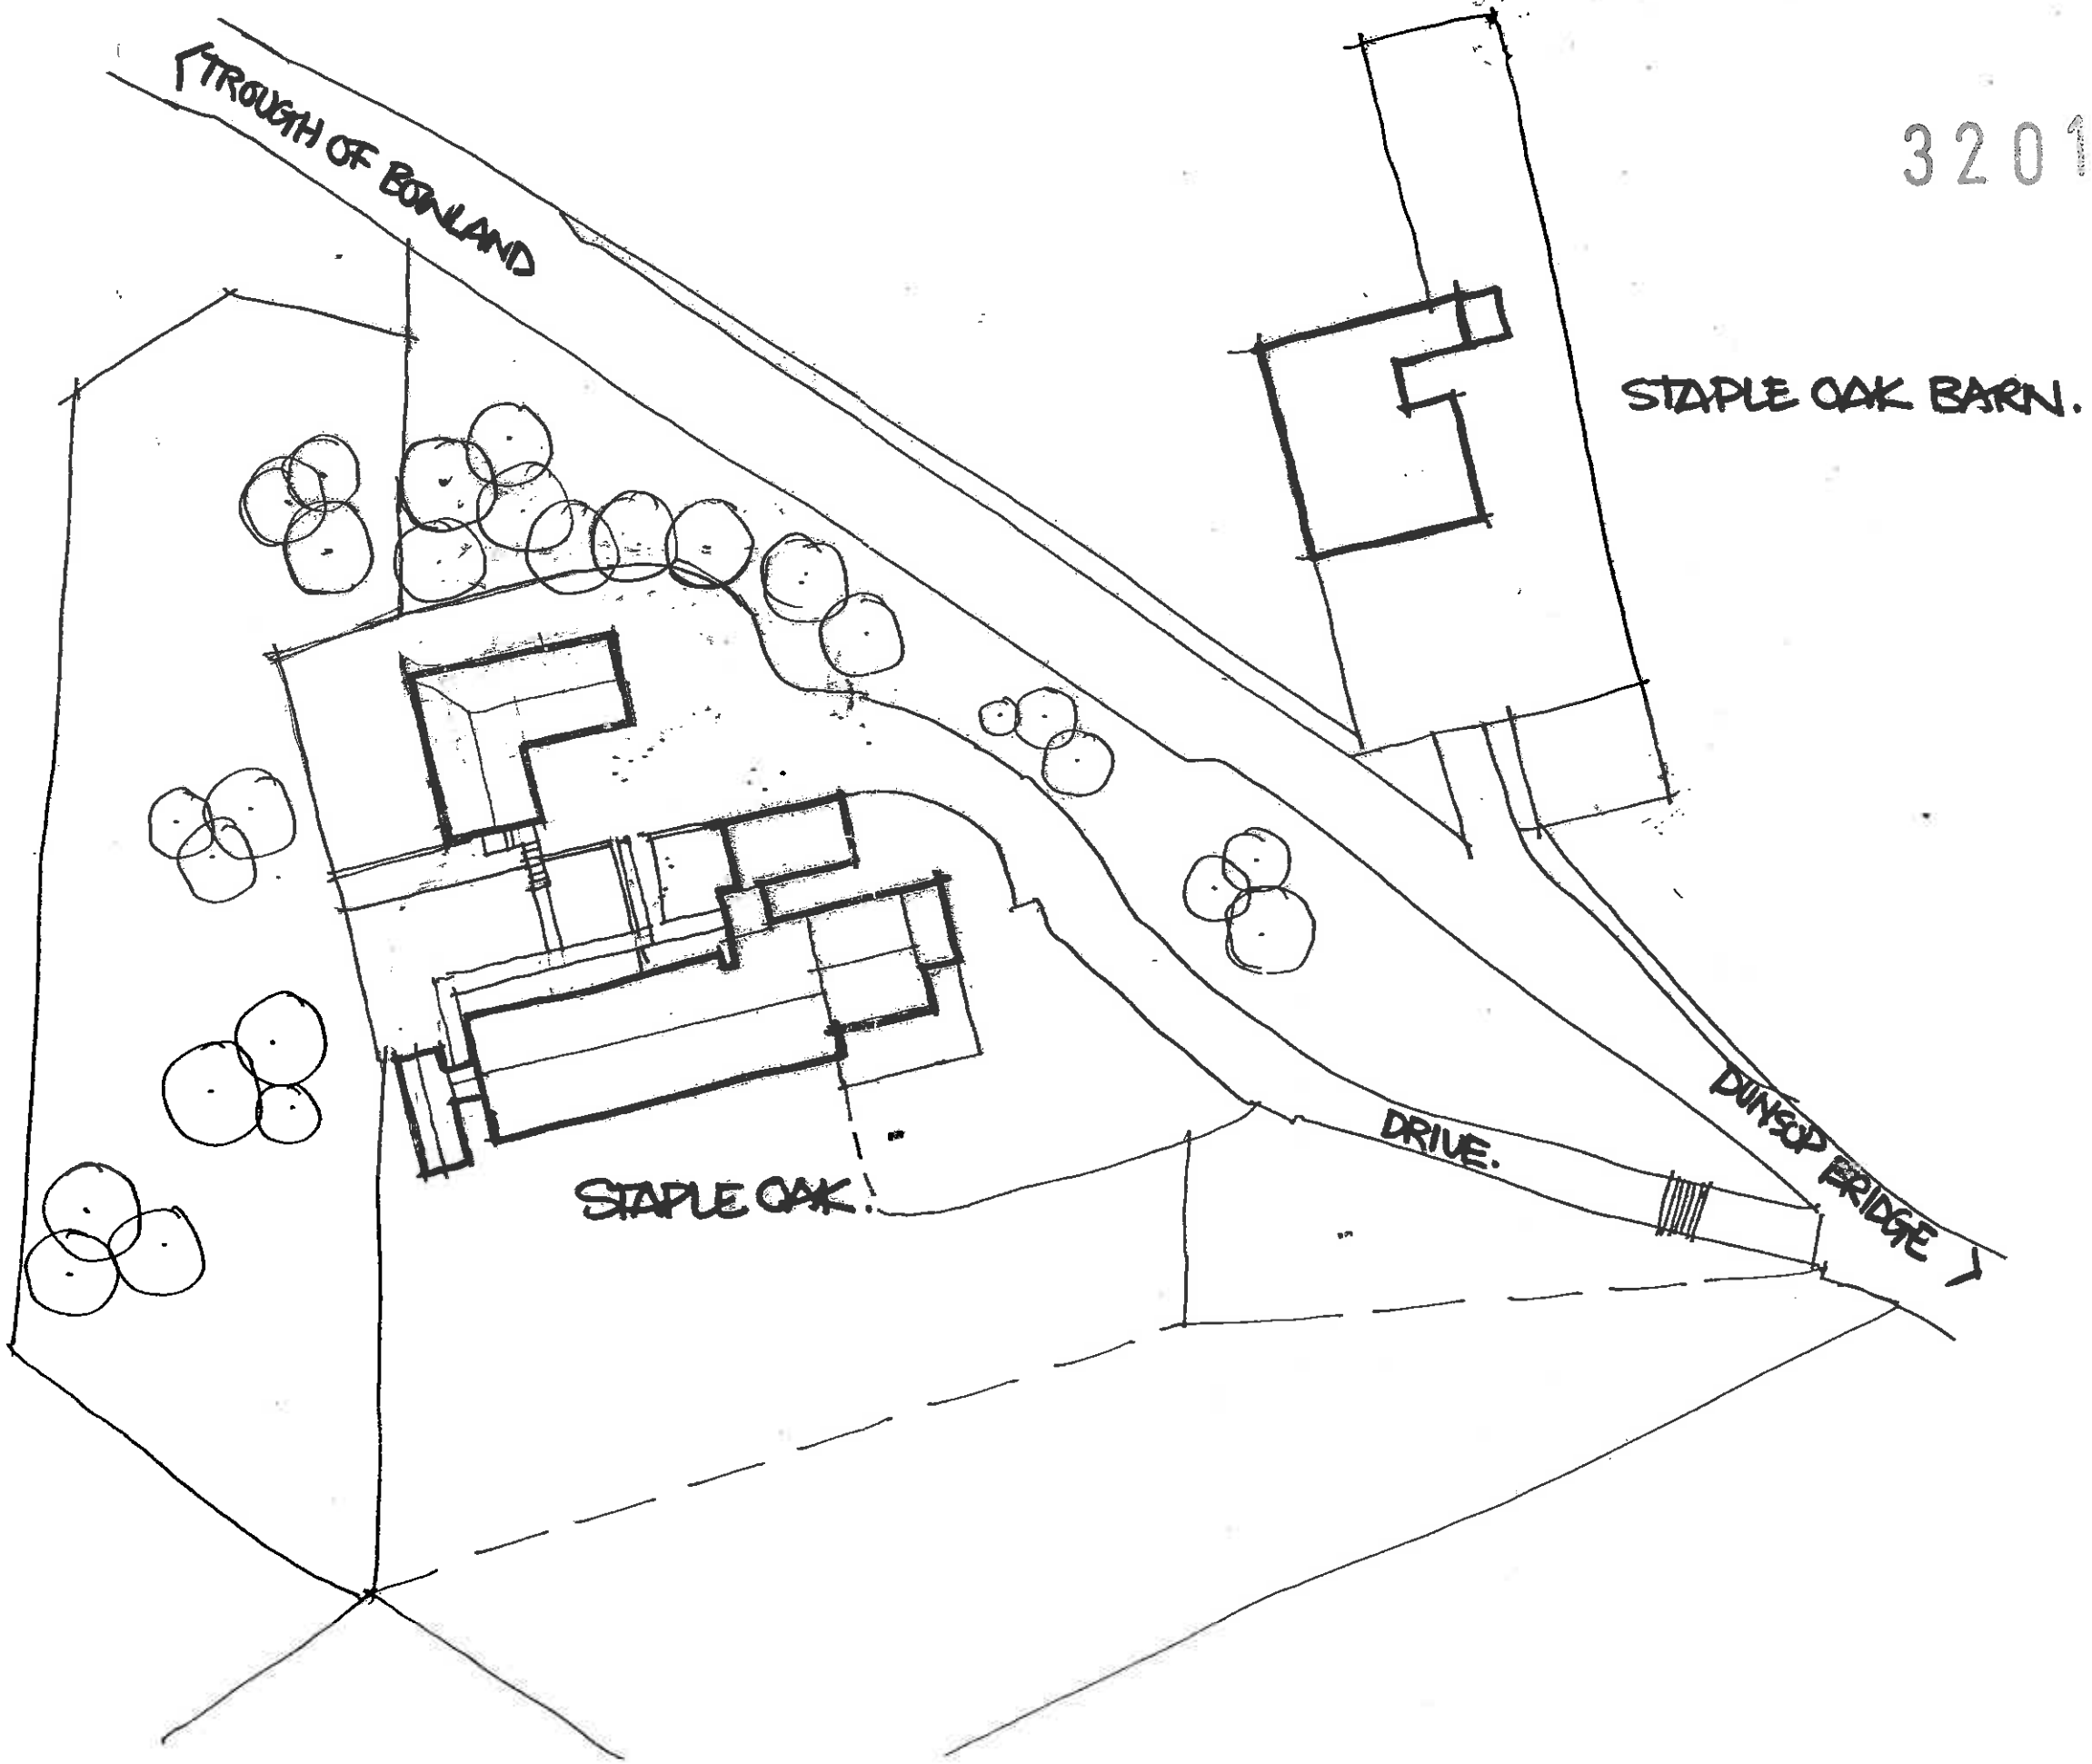 < TROUGH OF BOWLAND
3201
STAPLE OAK BARN.
DUNSOP BRIDGE >
DRIVE.
STAPLE OAK.